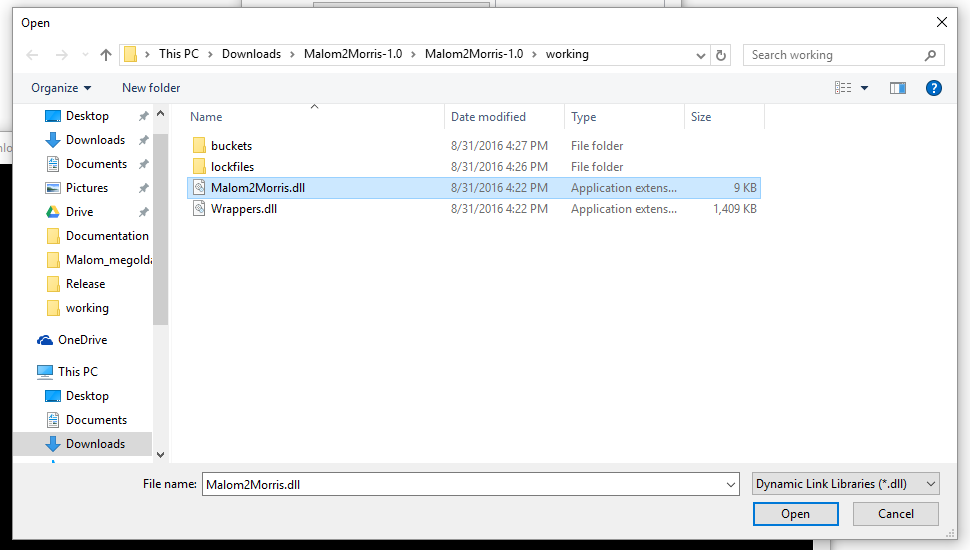 Open
This PC > Downloads > Malom2Morris-1.0 > Malom2Morris-1.0 > working
Search working
Organize
New folder
Name
Date modified
Type
Size
Desktop
Downloads
Documents
Pictures
Drive
Documentation
Malom_megolda
Release
working
OneDrive
This PC
Desktop
Documents
Downloads
buckets 8/31/2016 4:27 PM File folder
lockfiles 8/31/2016 4:26 PM File folder
Malom2Morris.dll 8/31/2016 4:22 PM Application extens... 9 KB
Wrappers.dll 8/31/2016 4:22 PM Application extens... 1,409 KB
File name: Malom2Morris.dll
Dynamic Link Libraries (*.dll)
Open
Cancel